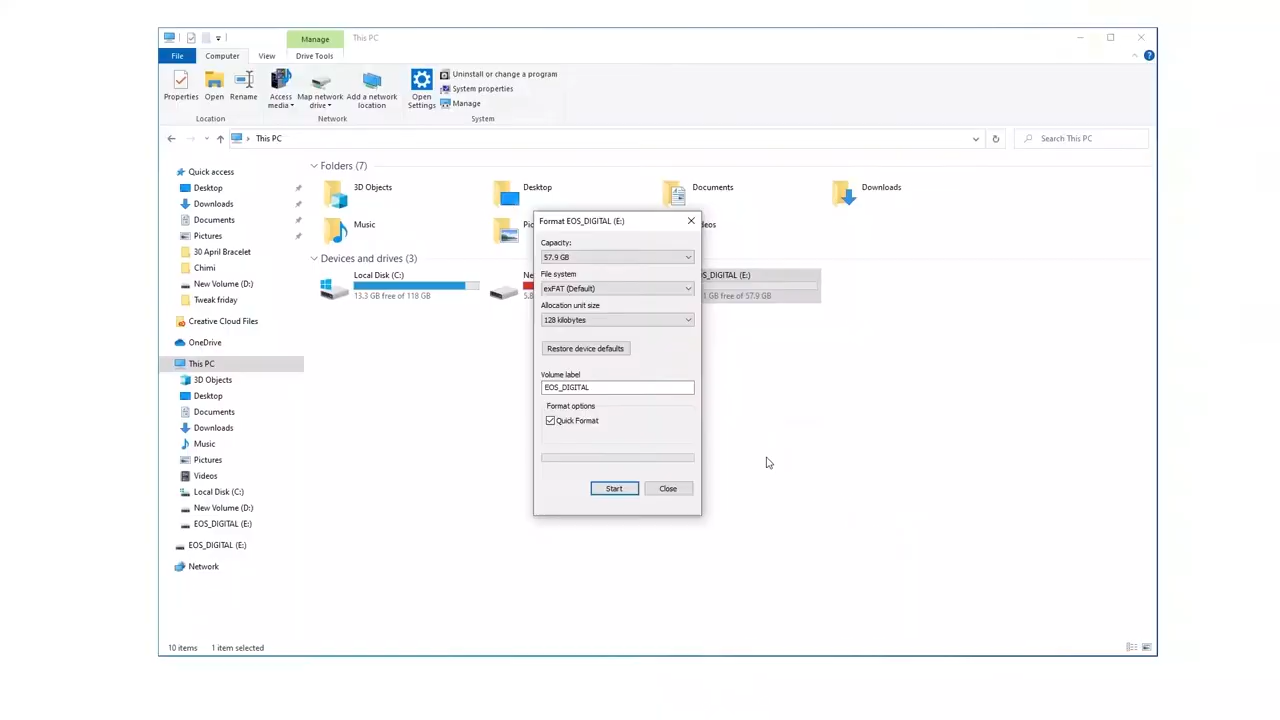 Manage
This PC
File
Computer
View
Drive Tools
Properties
Open
Rename
Access media
Map network drive
Add a network location
Open Settings
Uninstall or change a program
System properties
Manage
Location
Network
System
This PC
Search This PC
Quick access
Desktop
Downloads
Documents
Pictures
30 April Bracelet
Chimi
New Volume (D:)
Tweak friday
Creative Cloud Files
OneDrive
This PC
3D Objects
Desktop
Documents
Downloads
Music
Pictures
Videos
Local Disk (C:)
New Volume (D:)
EOS_DIGITAL (E:)
EOS_DIGITAL (E:)
Network
Folders (7)
3D Objects
Desktop
Documents
Downloads
Music
Devices and drives (3)
Local Disk (C:)
13.3 GB free of 118 GB
GB free of 57.9 GB
Format EOS_DIGITAL (E:)
Capacity:
57.9 GB
File system
exFAT (Default)
Allocation unit size
128 kilobytes
Restore device defaults
Volume label
EOS_DIGITAL
Format options
Quick Format
Start
Close
10 items
1 item selected